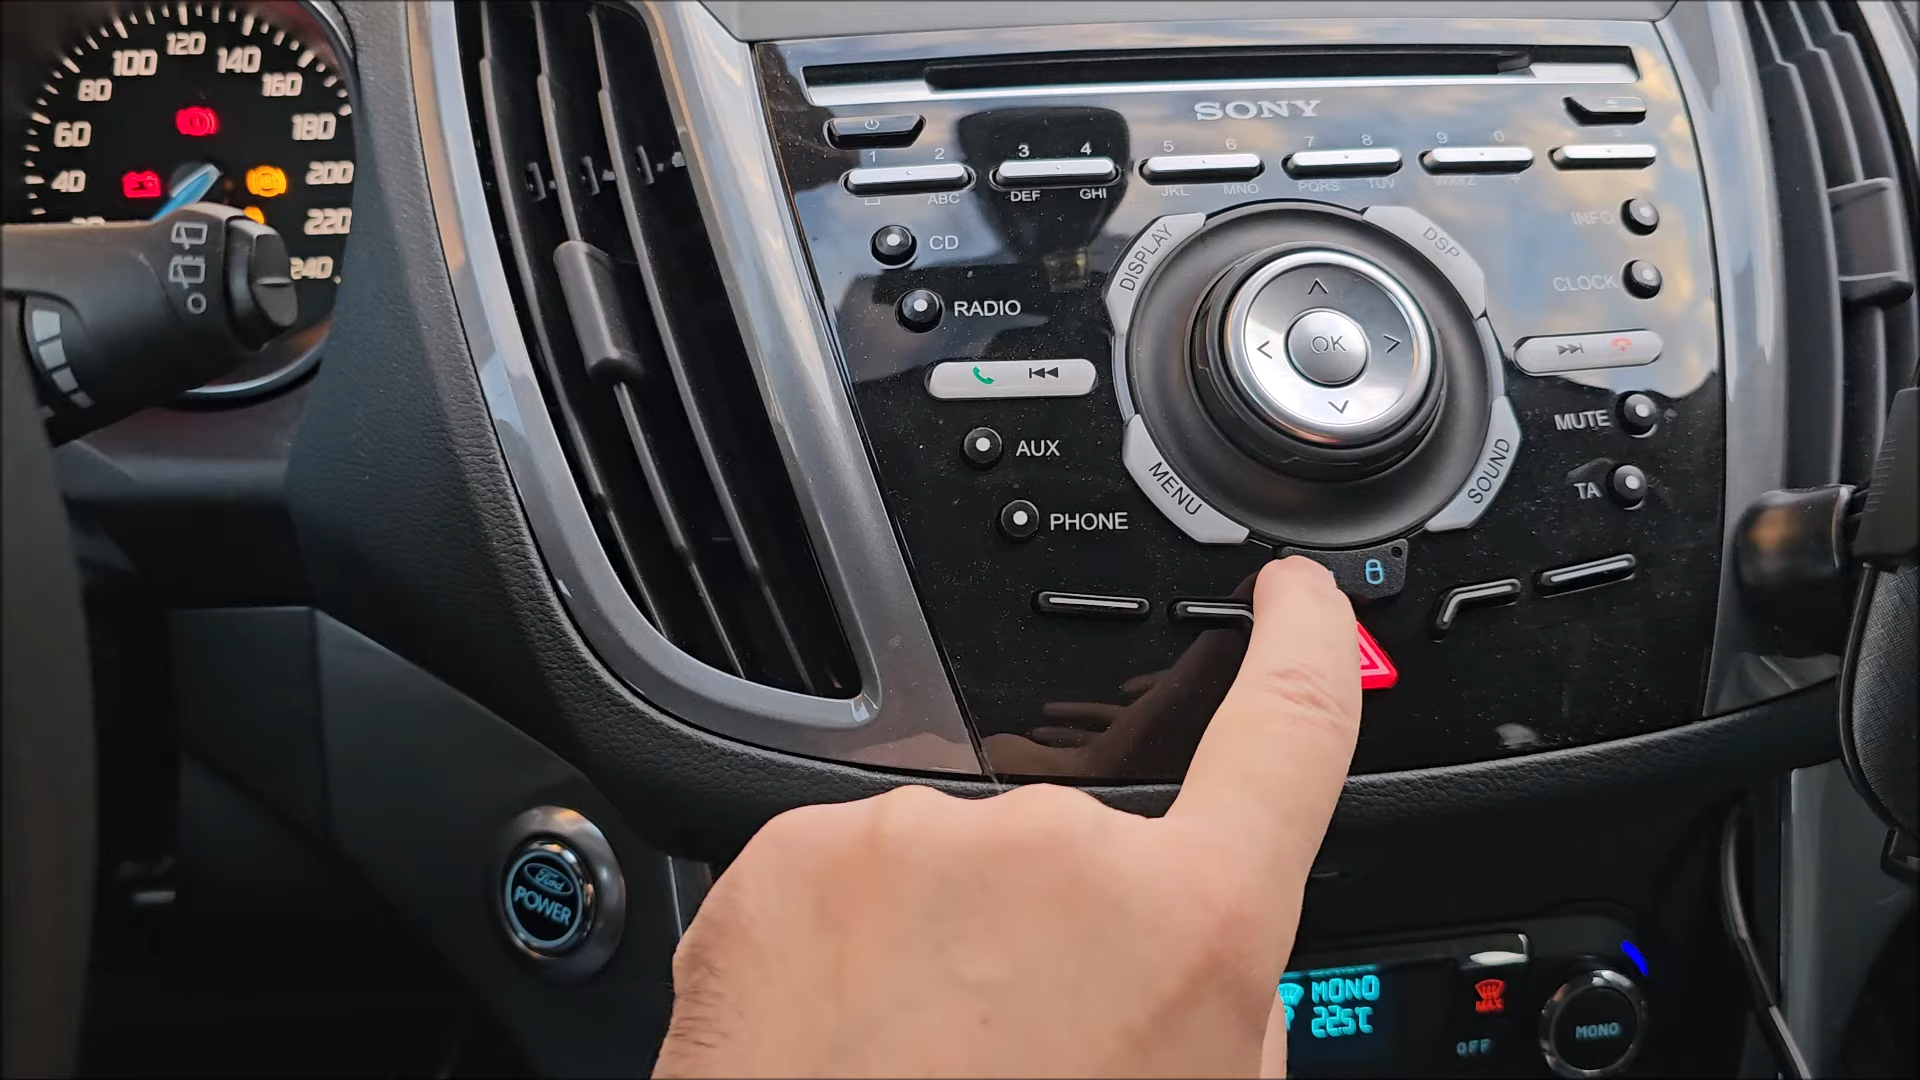 120
100
140
80
160
60
180
40
200
220
240
SONY
1 2
3 4
5 6
7 8
9 0
ABC
DEF GHI
JKL MNO
PQRS TUV
WXYZ
CD
DISPLAY
DSP
INFO
RADIO
CLOCK
OK
MUTE
AUX
MENU
SOUND
TA
PHONE
Ford
POWER
MONO
22.5°C
MAX
OFF
MONO